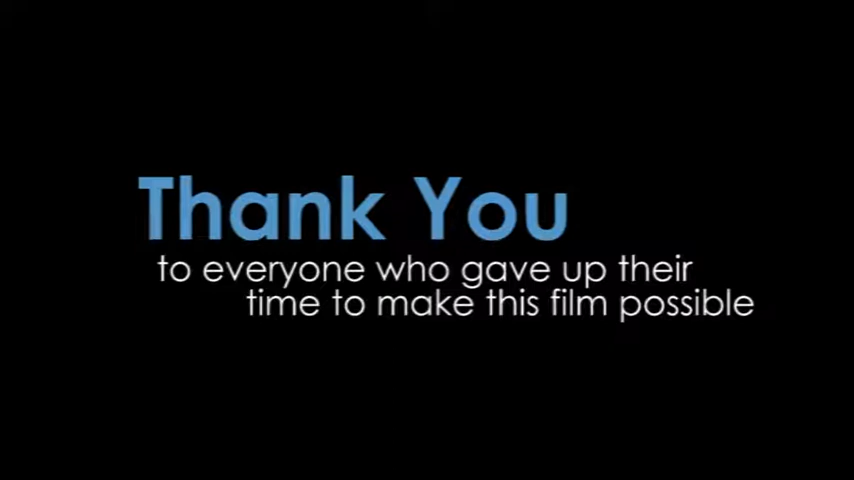 Thank You
to everyone who gave up their
time to make this film possible